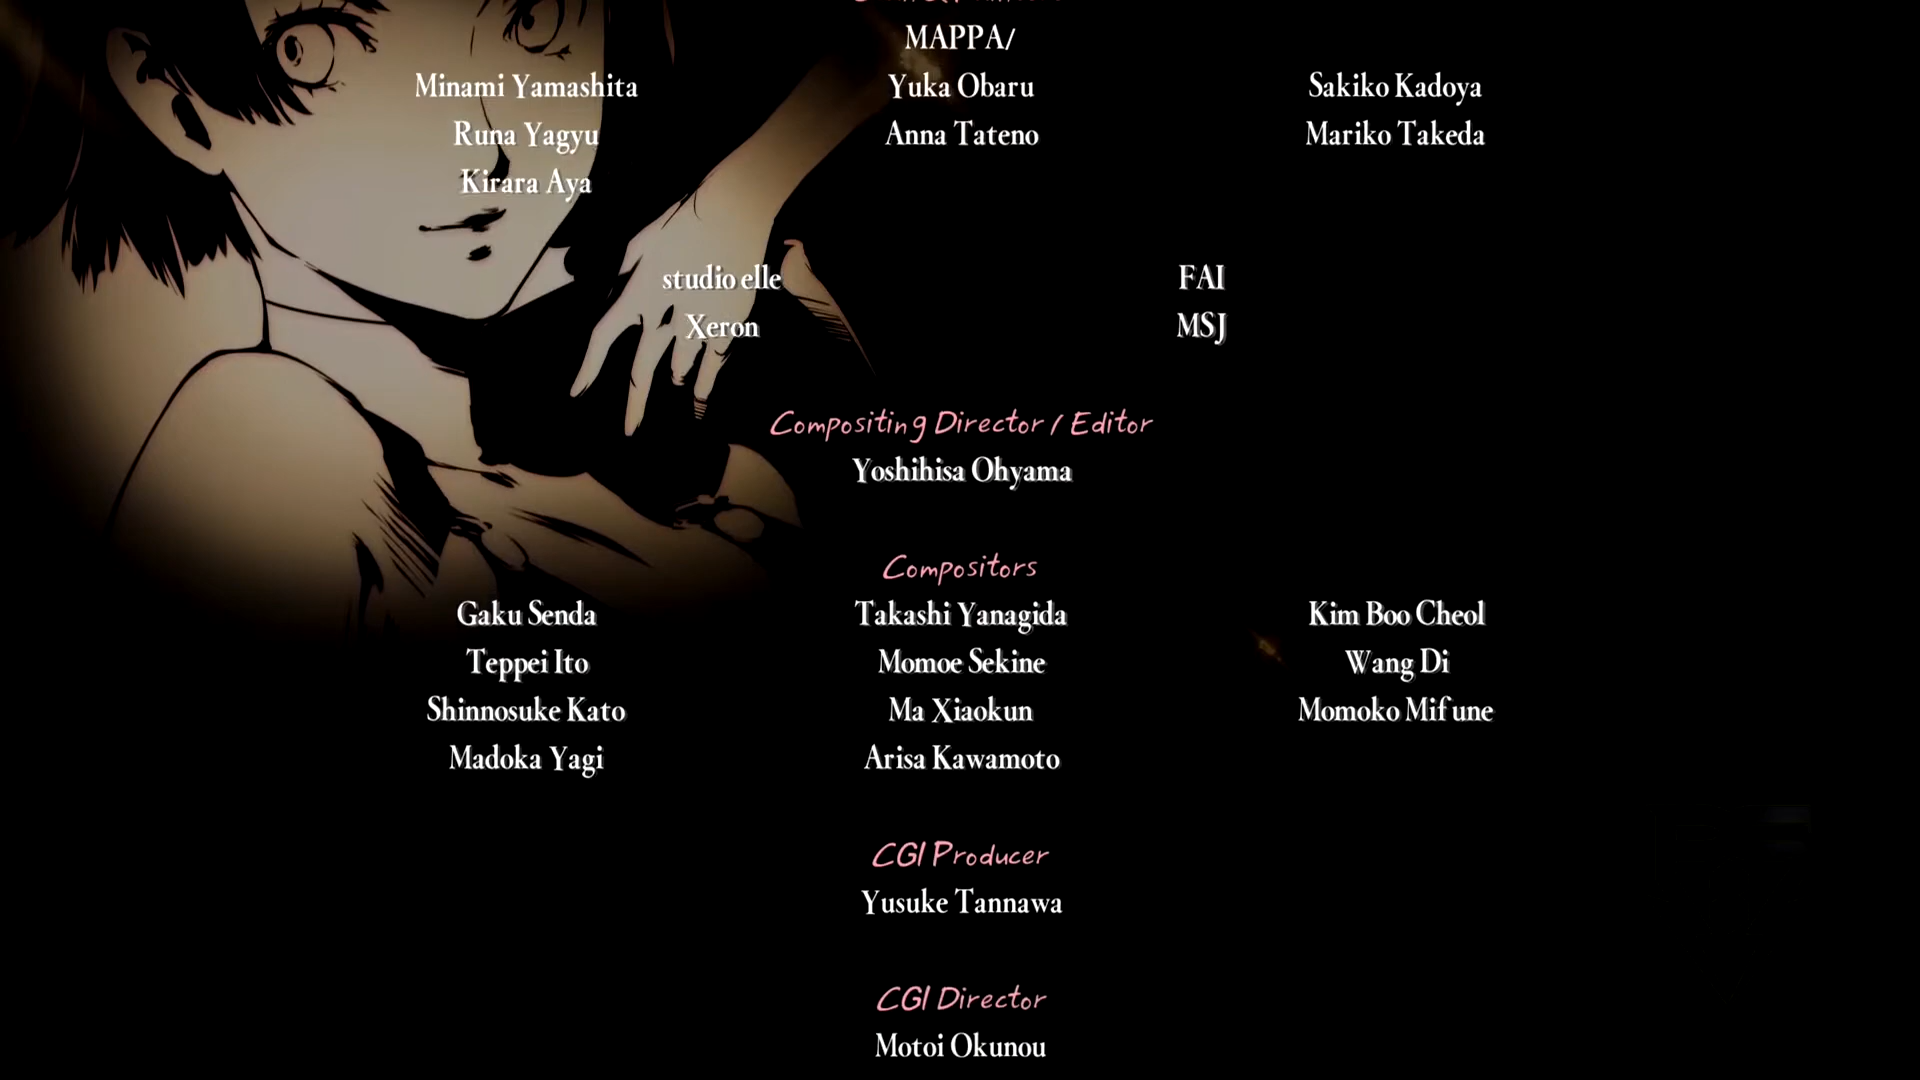 MAPPA/
Minami Yamashita Yuka Obaru Sakiko Kadoya
Runa Yagyu Anna Tateno Mariko Takeda
Kirara Aya
studio elle FAI
Xeron MSJ
Compositing Director / Editor
Yoshihisa Ohyama
Compositors
Gaku Senda Takashi Yanagida Kim Boo Cheol
Teppei Ito Momoe Sekine Wang Di
Shinnosuke Kato Ma Xiaokun Momoko Mifune
Madoka Yagi Arisa Kawamoto
CGI Producer
Yusuke Tannawa
CGI Director
Motoi Okunou